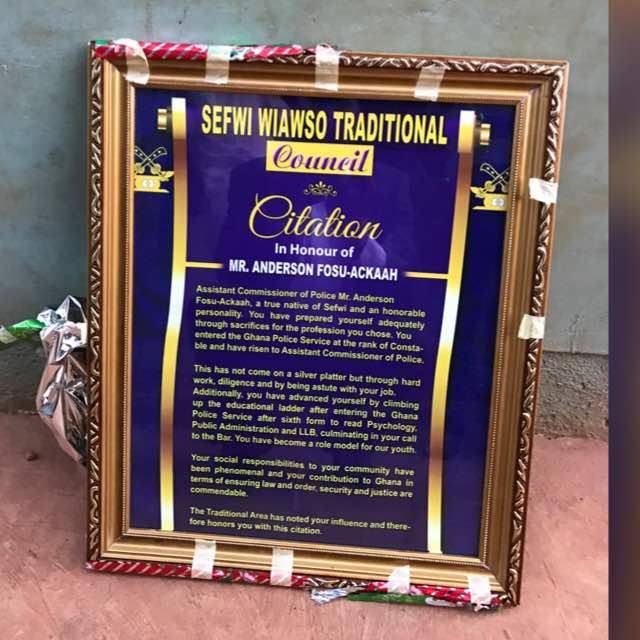 SEFWI WIAWSO TRADITIONAL
Council
Citation
In Honour of
MR. ANDERSON FOSU-ACKAAH
Assistant Commissioner of Police Mr. Anderson
Fosu-Ackaah, a true native of Sefwi and an honorable
personality. You have prepared yourself adequately
through sacrifices for the profession you chose. You
entered the Ghana Police Service at the rank of Consta-
ble and have risen to Assistant Commissioner of Police.
This has not come on a silver platter but through hard
work, diligence and by being astute with your job.
Additionally, you have advanced yourself by climbing
up the educational ladder after entering the Ghana
Police Service after sixth form to read Psychology,
Public Administration and LLB, culminating in your call
to the Bar. You have become a role model for our youth.
Your social responsibilities to your community have
been phenomenal and your contribution to Ghana in
terms of ensuring law and order, security and justice are
commendable.
The Traditional Area has noted your influence and there-
fore honors you with this citation.